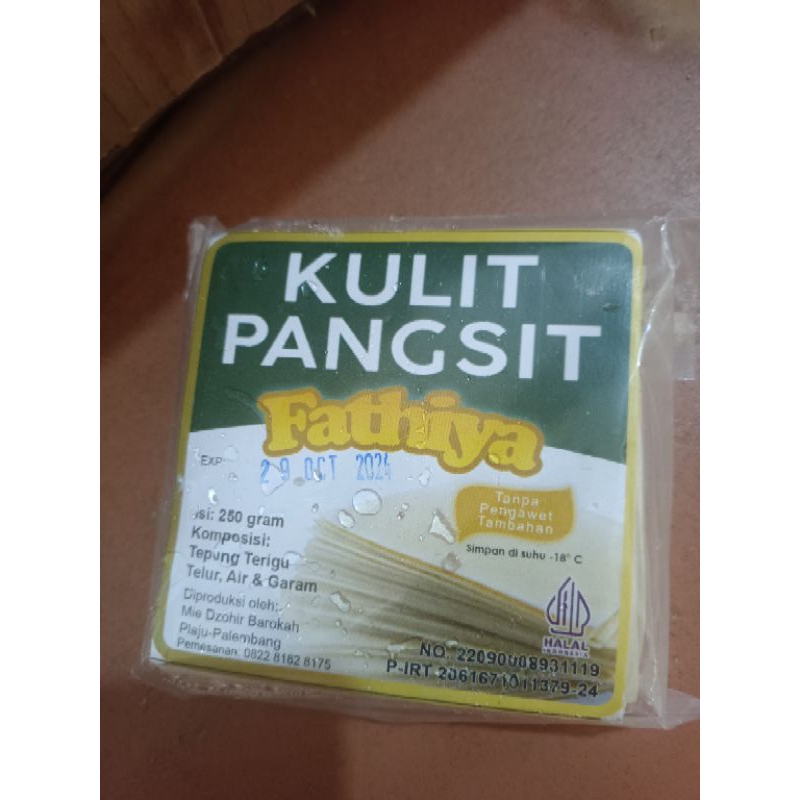 KULIT
PANGSIT
Fathiya
EXP 29 OCT 2024
Isi: 250 gram
Komposisi:
Tepung Terigu
Telur, Air & Garam
Diproduksi oleh:
Mie Dzohir Barokah
Plaju-Palembang
Pemesanan: 0822 8182 8175
Tanpa
Pengawet
Tambahan
Simpan di suhu -18° C
HALAL
INDONESIA
NO. 22090008931119
P-IRT 2061671011379-24